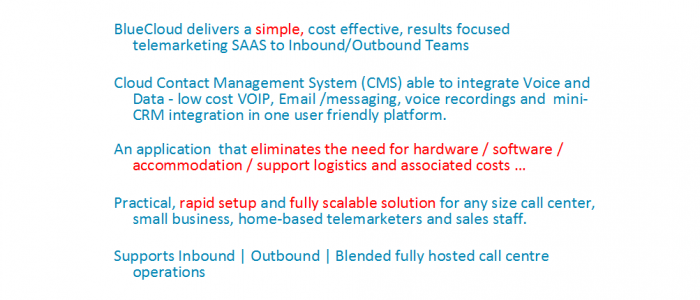 BlueCloud delivers a simple, cost effective, results focused
telemarketing SAAS to Inbound/Outbound Teams
Cloud Contact Management System (CMS) able to integrate Voice and
Data - low cost VOIP, Email /messaging, voice recordings and  mini-
CRM integration in one user friendly platform.
An application  that eliminates the need for hardware / software /
accommodation / support logistics and associated costs ...
Practical, rapid setup and fully scalable solution for any size call center,
small business, home-based telemarketers and sales staff.
Supports Inbound | Outbound | Blended fully hosted call centre
operations